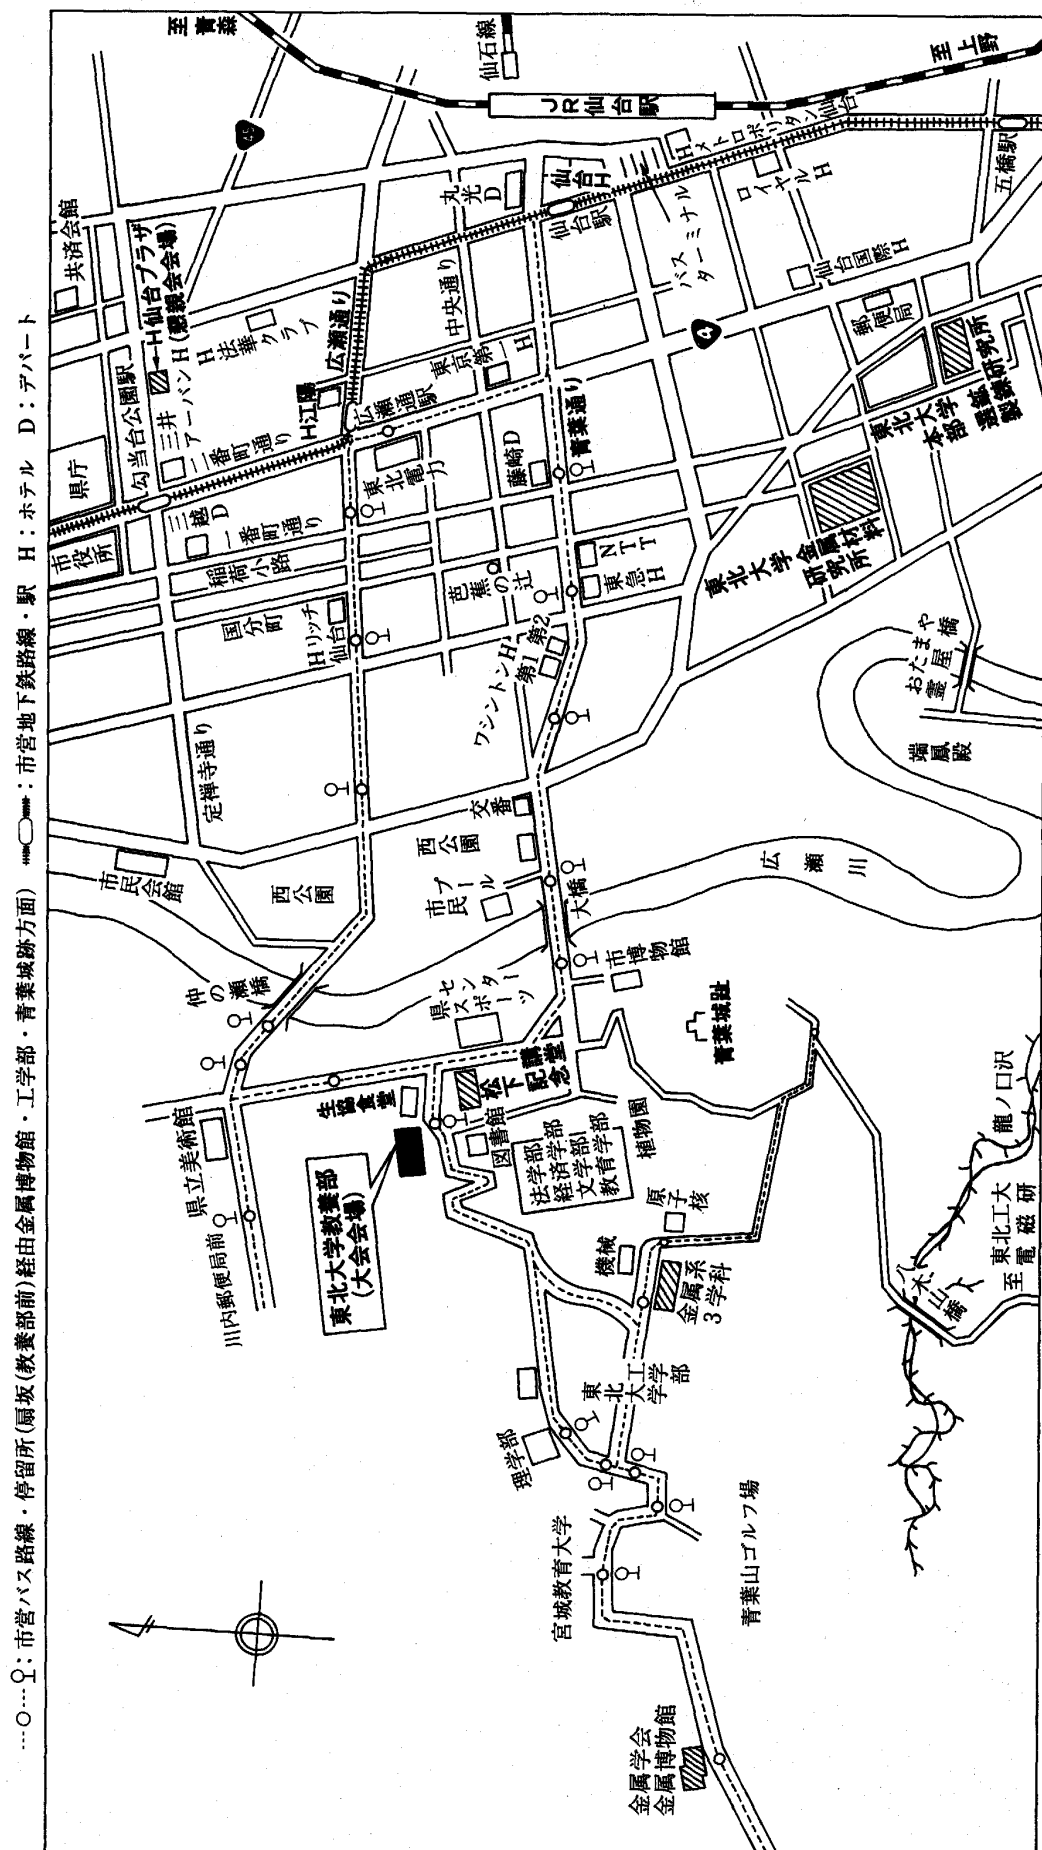 ---○---: 市営バス路線・停留所(扇坂(教養部前)経由金属博物館・工学部・青葉城跡方面) : 市営地下鉄路線・駅 H:ホテル D:デパート
至青森
仙石線
JR仙台駅
至上野
45
共済会館
丸光D
仙台H
仙台駅
Hメトロポリタン仙台
ロイヤルH
五橋駅
バスターミナル
仙台国際H
郵便局
4
県庁
勾当台公園駅
H仙台プラザ
(懇親会会場)
三井アーバンH
H法華クラブ
二番町通り
広瀬通り
H江陽
広瀬通駅
中央通り
東京第一H
東北電力
藤崎D
青葉通り
東北大学本部
選鉱製錬研究所
市役所
三越D
一番町通り
稲荷小路
国分町
Hリッチ仙台
芭蕉の辻
NTT
東急H
ワシントンH
第1
第2
東北大学金属材料研究所
おたまや
霊屋橋
端鳳殿
定禅寺通り
交番
西公園
市民会館
西公園
市民プール
大橋
広瀬川
仲の瀬橋
県スポーツセンター
市博物館
青葉城趾
県立美術館
生協食堂
松下記念講堂
図書館
法学部
経済学部
文学部
教育学部
植物園
龍ノ口沢
川内郵便局前
東北大学教養部
(大会会場)
機械
原子核
金属系3学科
八木山橋
東北工大
至電磁研
東北大工学部
理学部
宮城教育大学
青葉山ゴルフ場
金属学会
金属博物館